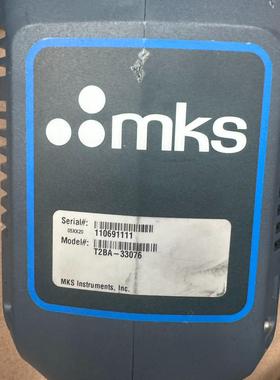 mks
Serial#:
05XX20 110691111
Model#:
T2BA-33076
MKS Instruments, Inc.